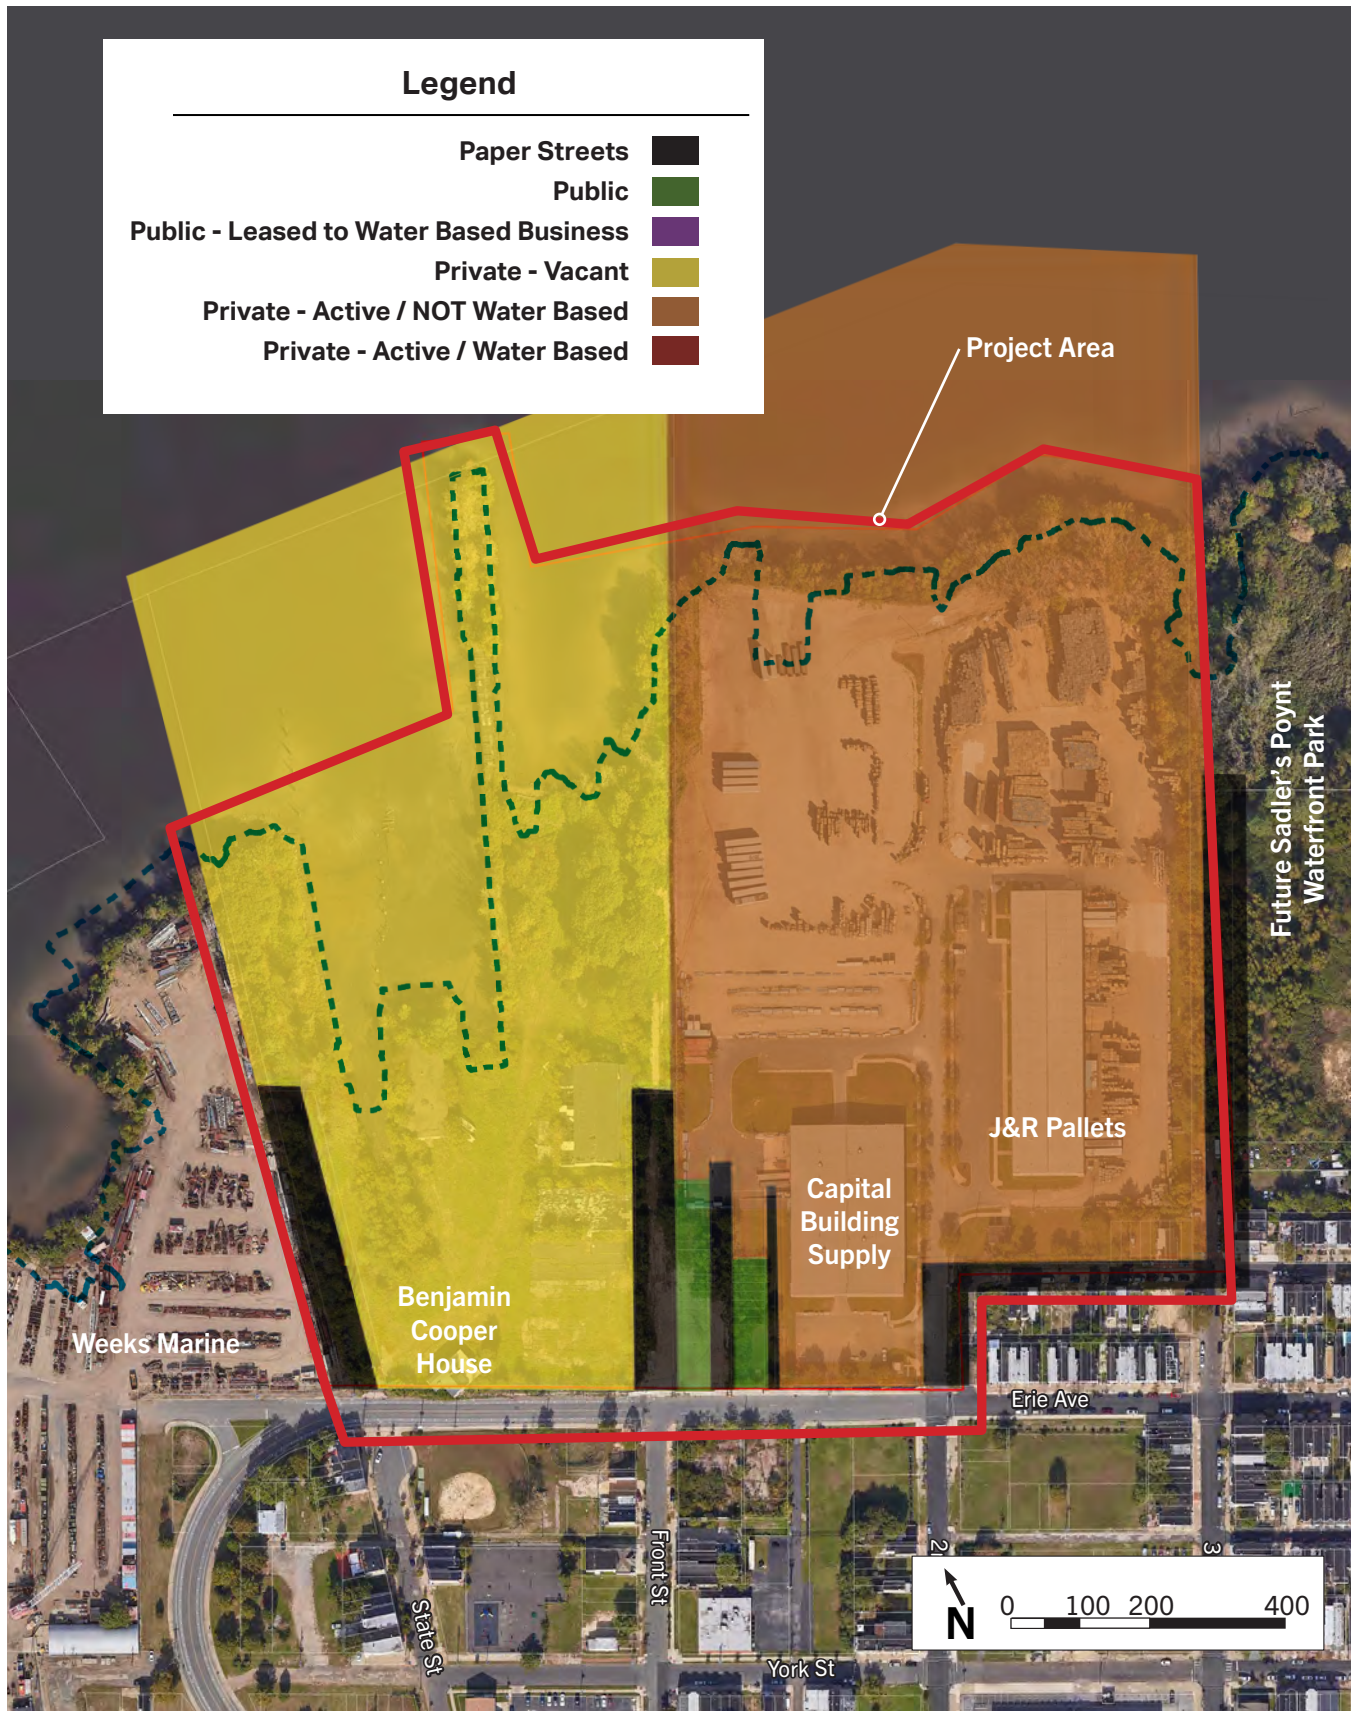 Legend
Paper Streets
Public
Public - Leased to Water Based Business
Private - Vacant
Private - Active / NOT Water Based
Private - Active / Water Based
Project Area
Future Sadler's Poynt
Waterfront Park
J&R Pallets
Capital
Building
Supply
Benjamin
Cooper
House
Weeks Marine
Erie Ave
Front St
State St
York St
3
N
0 100 200 400